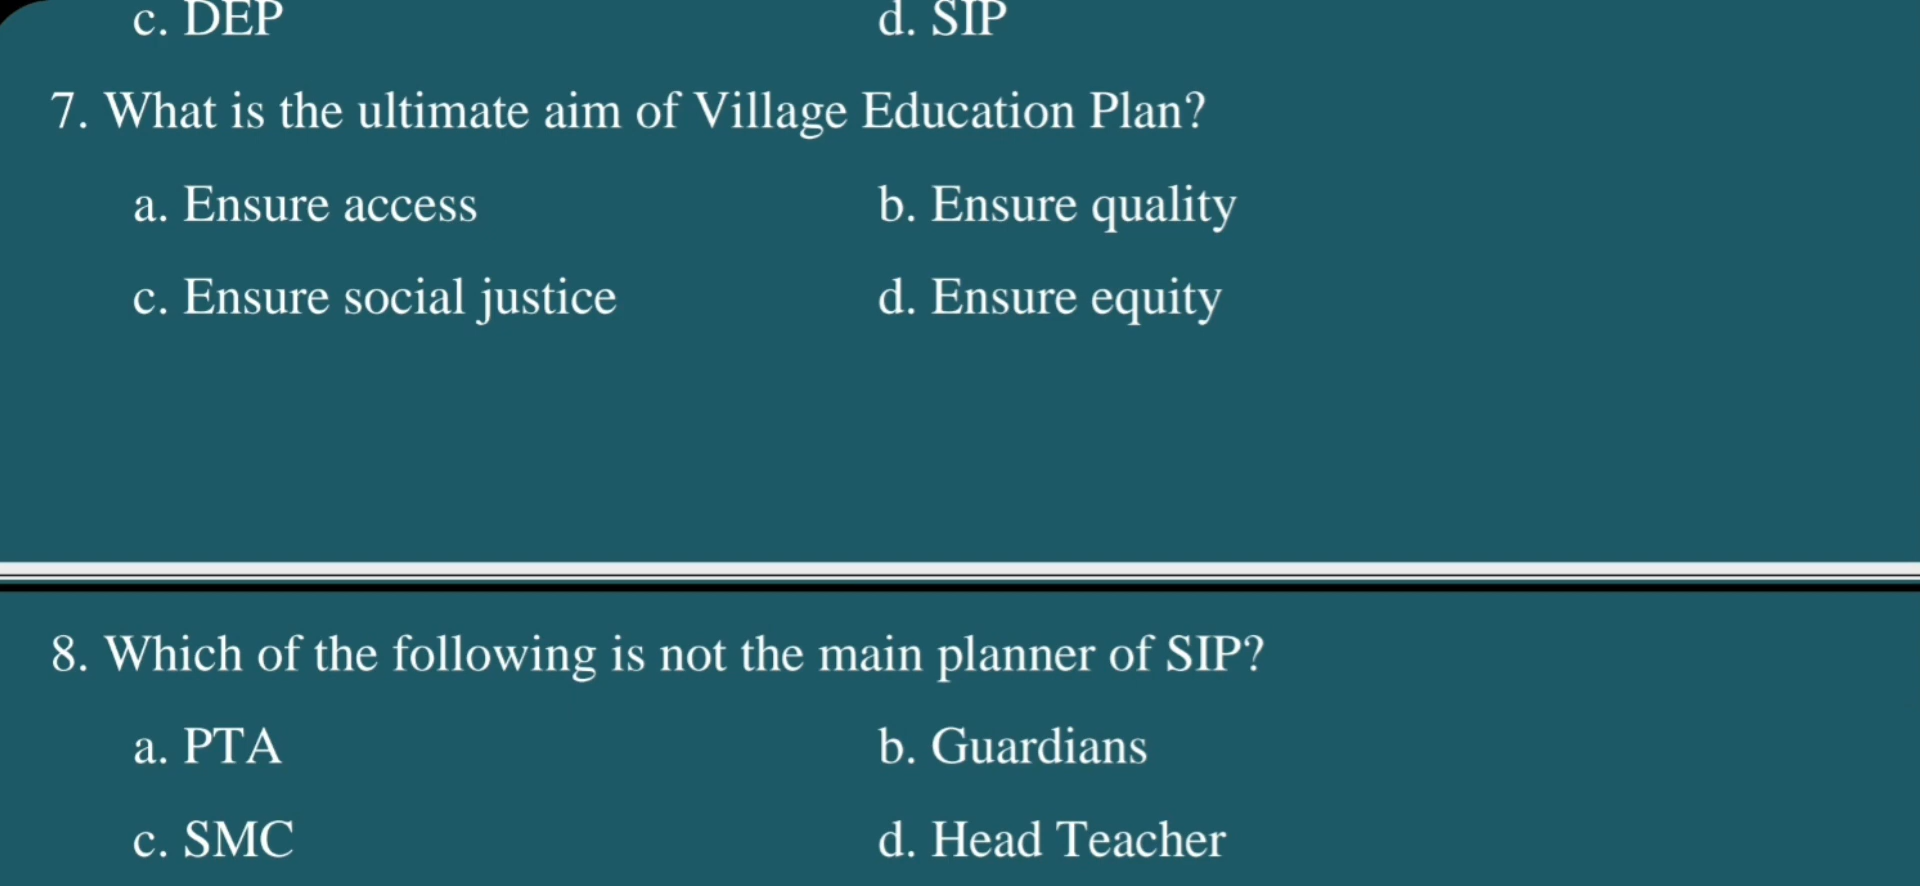 c. DEP d. SIP
7. What is the ultimate aim of Village Education Plan?
a. Ensure access b. Ensure quality
c. Ensure social justice d. Ensure equity
8. Which of the following is not the main planner of SIP?
a. PTA b. Guardians
c. SMC d. Head Teacher